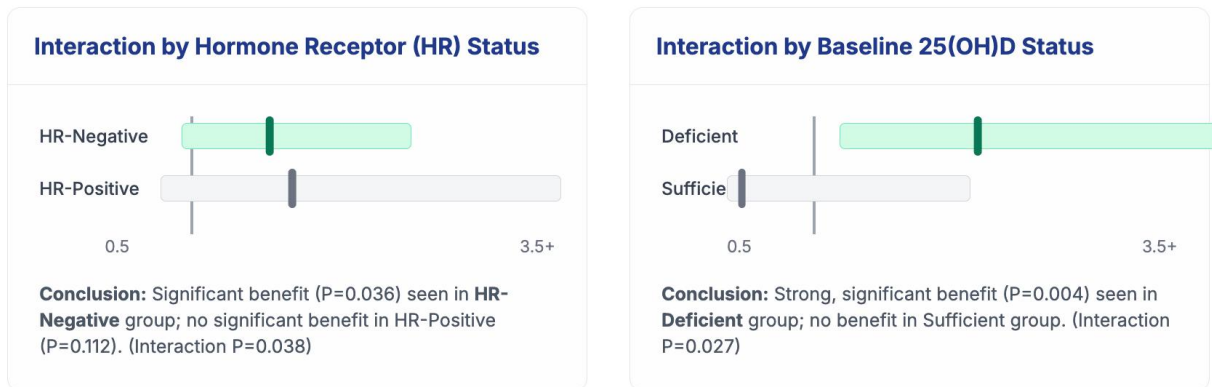 Interaction by Hormone Receptor (HR) Status
HR-Negative
HR-Positive
0.5
3.5+
Conclusion: Significant benefit (P=0.036) seen in HR-
Negative group; no significant benefit in HR-Positive
(P=0.112). (Interaction P=0.038)
Interaction by Baseline 25(OH)D Status
Deficient
Sufficie
0.5
3.5+
Conclusion: Strong, significant benefit (P=0.004) seen in
Deficient group; no benefit in Sufficient group. (Interaction
P=0.027)